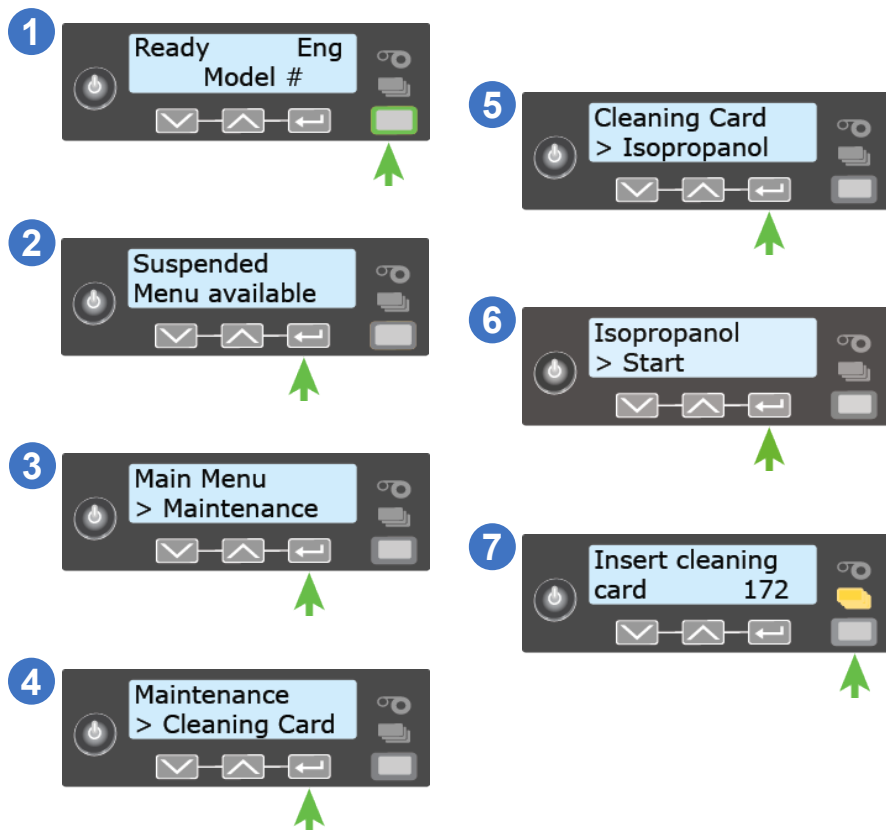 1
Ready Eng
Model #
2
Suspended
Menu available
3
Main Menu
> Maintenance
4
Maintenance
> Cleaning Card
5
Cleaning Card
> Isopropanol
6
Isopropanol
> Start
7
Insert cleaning
card 172